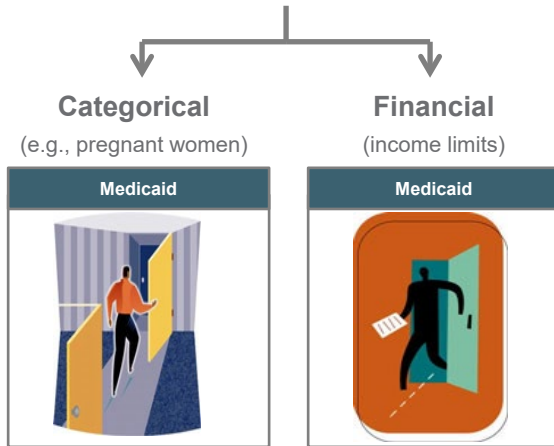 Categorical
(e.g., pregnant women)
Medicaid
Financial
(income limits)
Medicaid